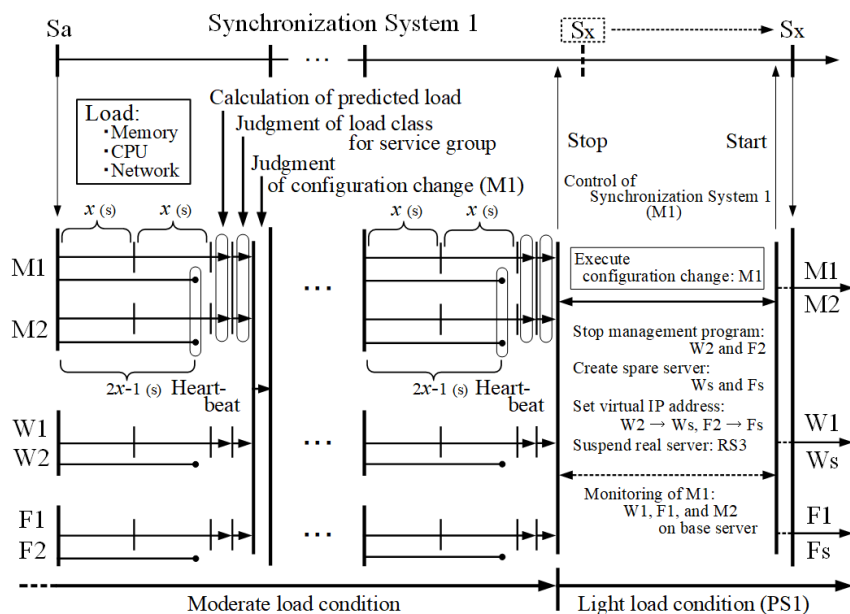 Synchronization System 1
Sa
...
Sx
Sx
Load:
・Memory
・CPU
・Network
Calculation of predicted load
Judgment of load class
for service group
Judgment
of configuration change (M1)
Stop
Start
Control of
Synchronization System 1
(M1)
x (s)
x (s)
x (s)
x (s)
M1
M2
...
Execute
configuration change: M1
M1
M2
Stop management program:
W2 and F2
Create spare server:
Ws and Fs
Set virtual IP address:
W2 → Ws, F2 → Fs
Suspend real server: RS3
2x-1 (s)
Heart-
beat
2x-1 (s)
Heart-
beat
W1
W2
...
W1
Ws
Monitoring of M1:
W1, F1, and M2
on base server
F1
F2
...
F1
Fs
Moderate load condition
Light load condition (PS1)